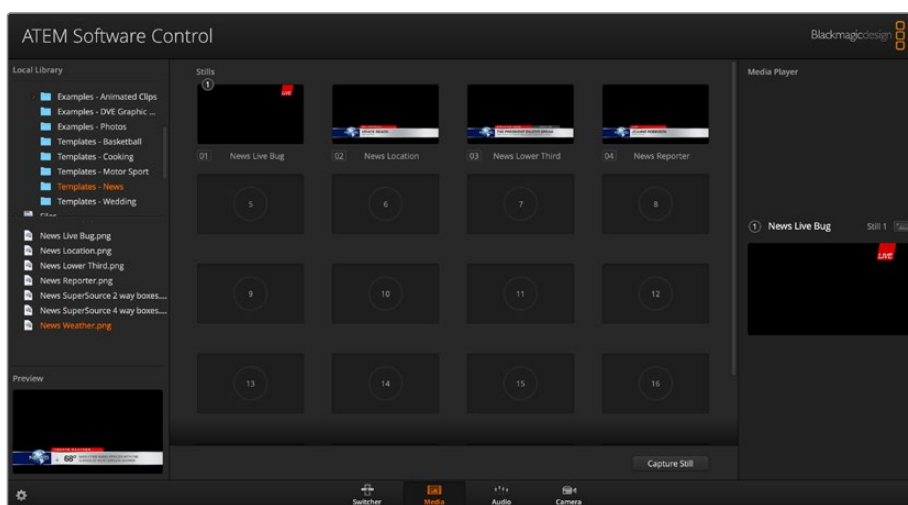 ATEM Software Control
Blackmagicdesign
Local Library
Examples - Animated Clips
Examples - DVE Graphic ...
Examples - Photos
Templates - Basketball
Templates - Cooking
Templates - Motor Sport
Templates - News
Templates - Wedding
Files
News Live Bug.png
News Location.png
News Lower Third.png
News Reporter.png
News SuperSource 2 way boxes....
News SuperSource 4 way boxes....
News Weather.png
Preview
68°
Stills
1
LIVE
01 News Live Bug
02 News Location
03 News Lower Third
04 News Reporter
5
6
7
8
9
10
11
12
13
14
15
16
Capture Still
Media Player
1 News Live Bug Still 1
LIVE
Switcher
Media
Audio
Camera